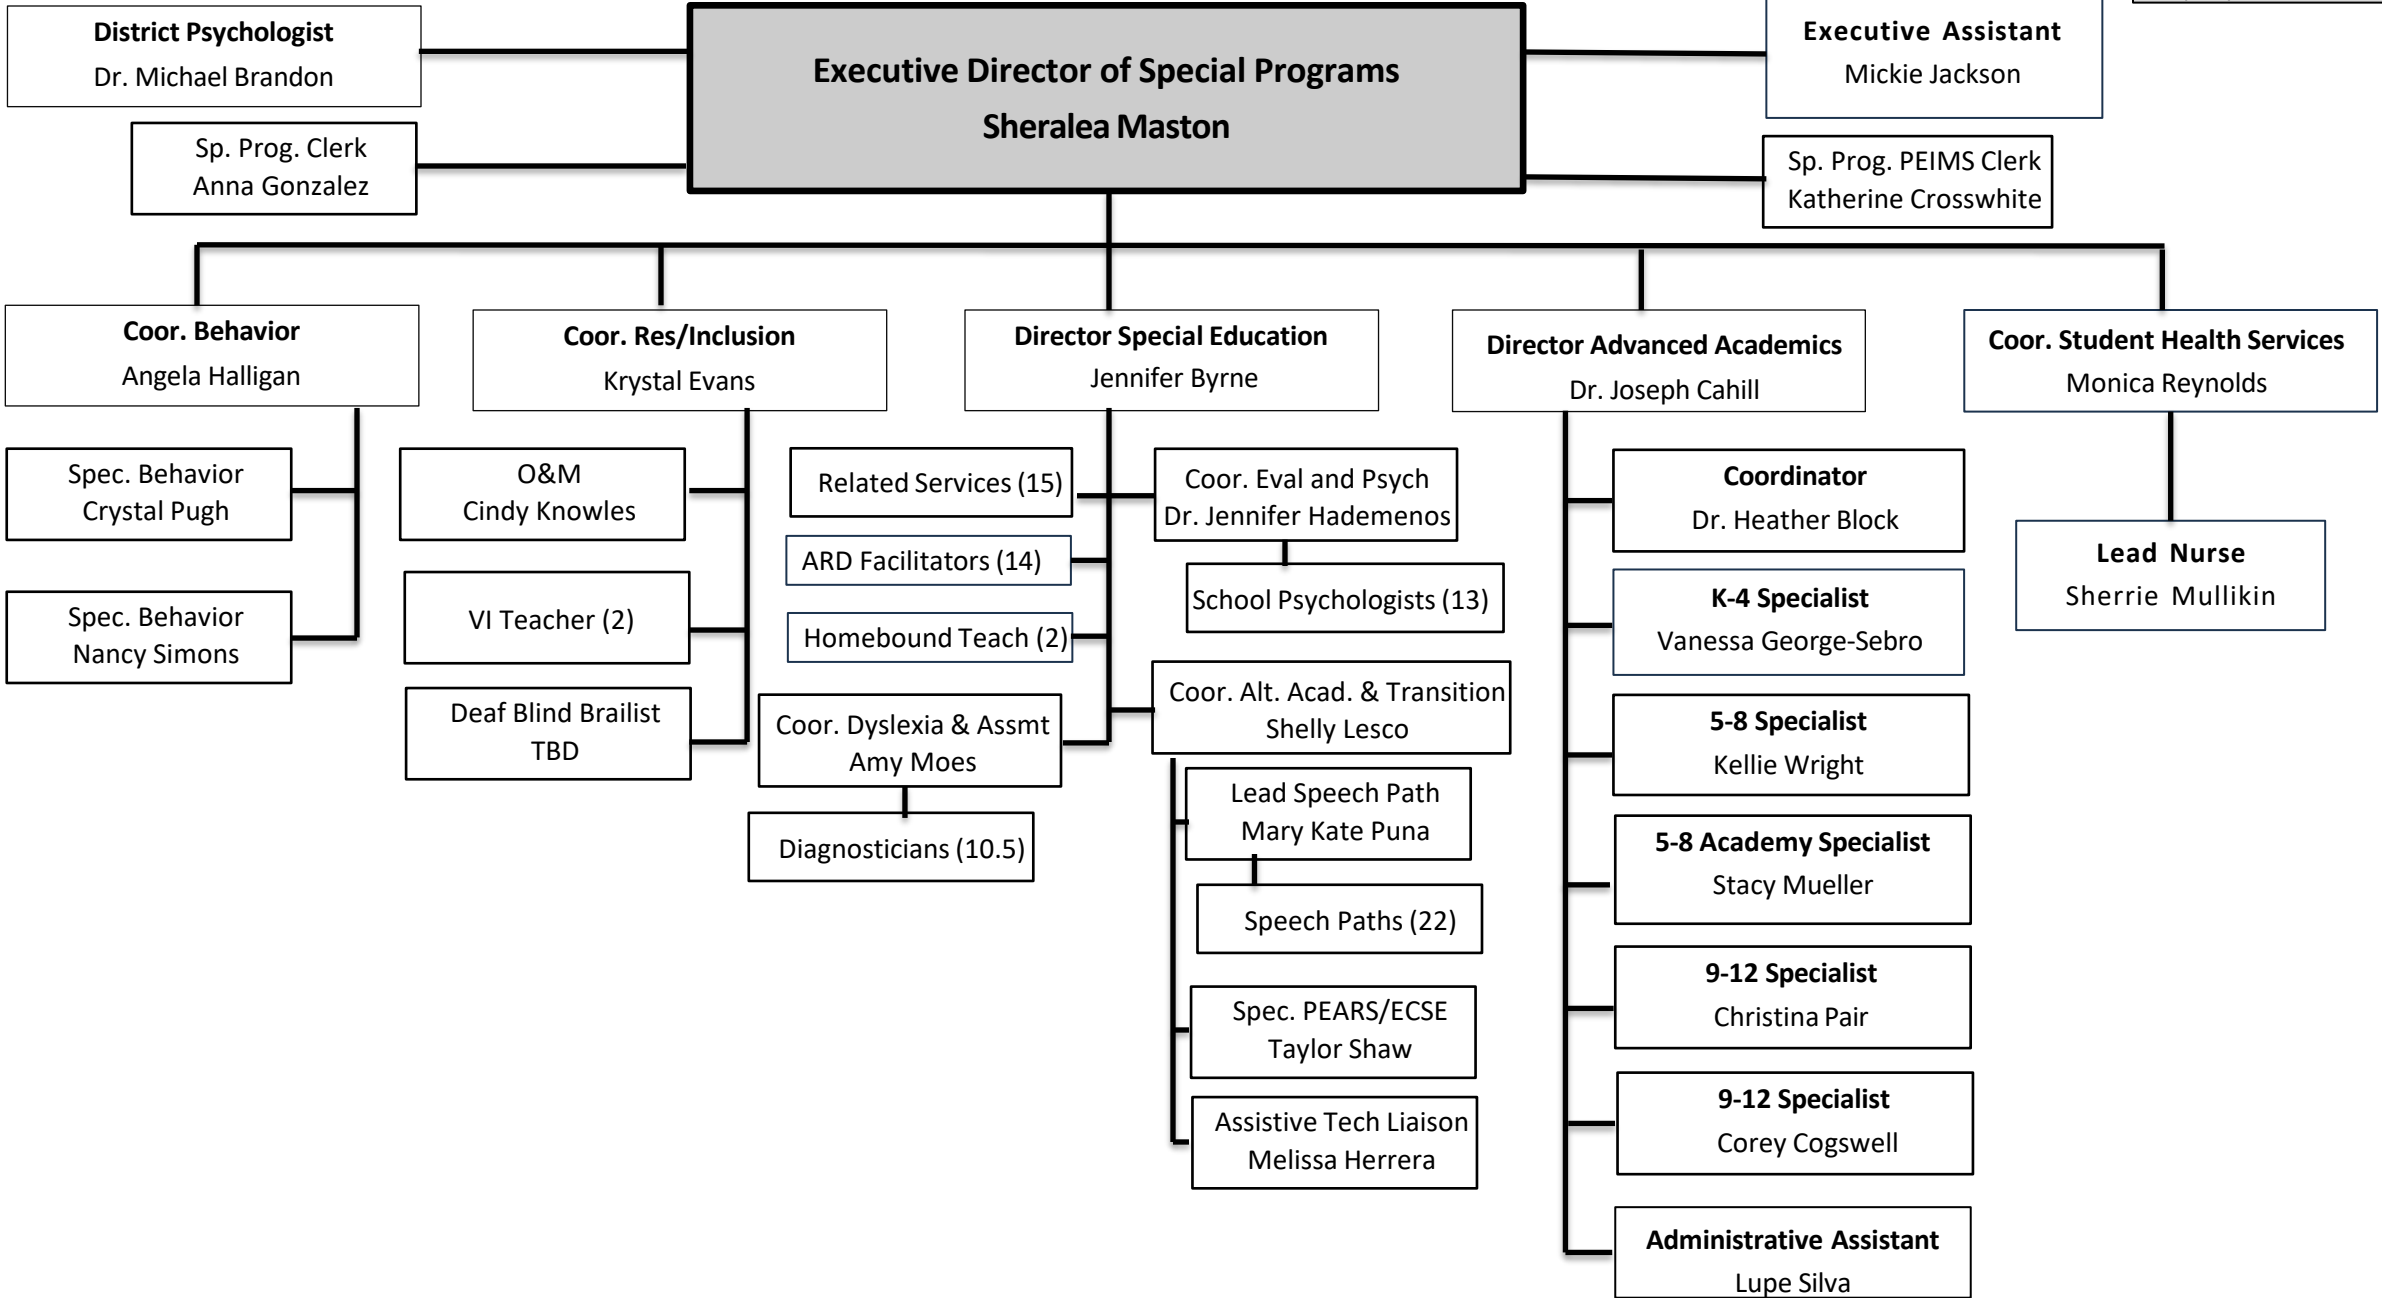 District Psychologist
Dr. Michael Brandon
Executive Director of Special Programs
Sheralea Maston
Executive Assistant
Mickie Jackson
Sp. Prog. Clerk
Anna Gonzalez
Sp. Prog. PEIMS Clerk
Katherine Crosswhite
Coor. Behavior
Angela Halligan
Spec. Behavior
Crystal Pugh
Spec. Behavior
Nancy Simons
Coor. Res/Inclusion
Krystal Evans
O&M
Cindy Knowles
VI Teacher (2)
Deaf Blind Brailist
TBD
Director Special Education
Jennifer Byrne
Related Services (15)
ARD Facilitators (14)
Homebound Teach (2)
Coor. Dyslexia & Assmt
Amy Moes
Diagnosticians (10.5)
Coor. Eval and Psych
Dr. Jennifer Hademenos
School Psychologists (13)
Coor. Alt. Acad. & Transition
Shelly Lesco
Lead Speech Path
Mary Kate Puna
Speech Paths (22)
Spec. PEARS/ECSE
Taylor Shaw
Assistive Tech Liaison
Melissa Herrera
Director Advanced Academics
Dr. Joseph Cahill
Coordinator
Dr. Heather Block
K-4 Specialist
Vanessa George-Sebro
5-8 Specialist
Kellie Wright
5-8 Academy Specialist
Stacy Mueller
9-12 Specialist
Christina Pair
9-12 Specialist
Corey Cogswell
Administrative Assistant
Lupe Silva
Coor. Student Health Services
Monica Reynolds
Lead Nurse
Sherrie Mullikin